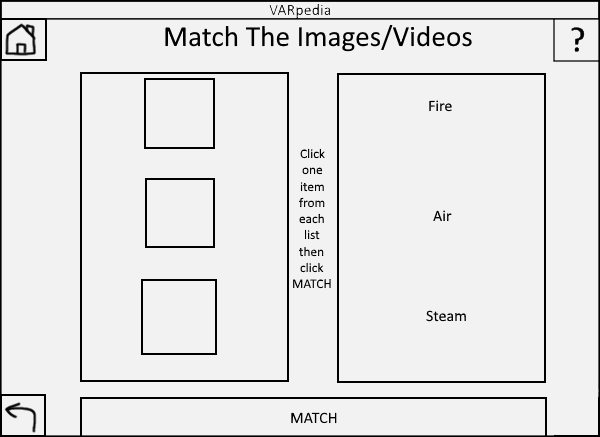 VARpedia
Match The Images/Videos
?
Click
one
item
from
each
list
then
click
MATCH
Fire
Air
Steam
MATCH